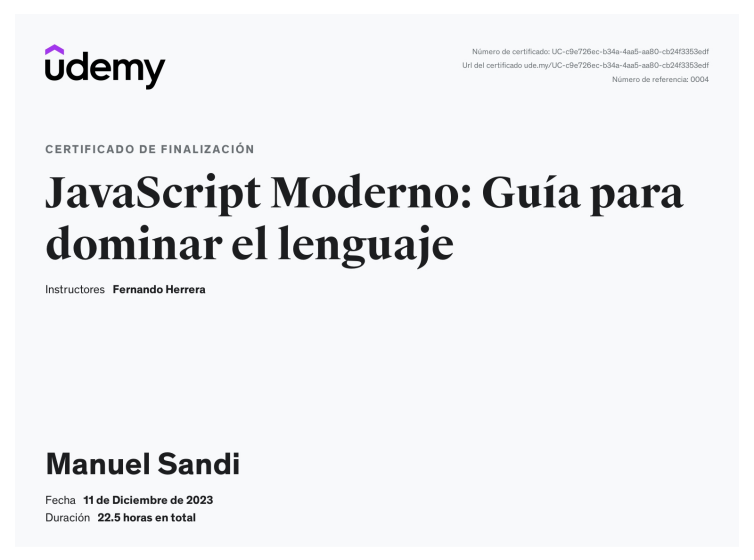 udemy
Número de certificado: UC-c9e726ec-b34a-4aa5-aa80-cb24f3353edf
Url del certificado ude.my/UC-c9e726ec-b34a-4aa5-aa80-cb24f3353edf
Número de referencia: 0004
CERTIFICADO DE FINALIZACIÓN
JavaScript Moderno: Guía para
dominar el lenguaje
Instructores Fernando Herrera
Manuel Sandi
Fecha 11 de Diciembre de 2023
Duración 22.5 horas en total